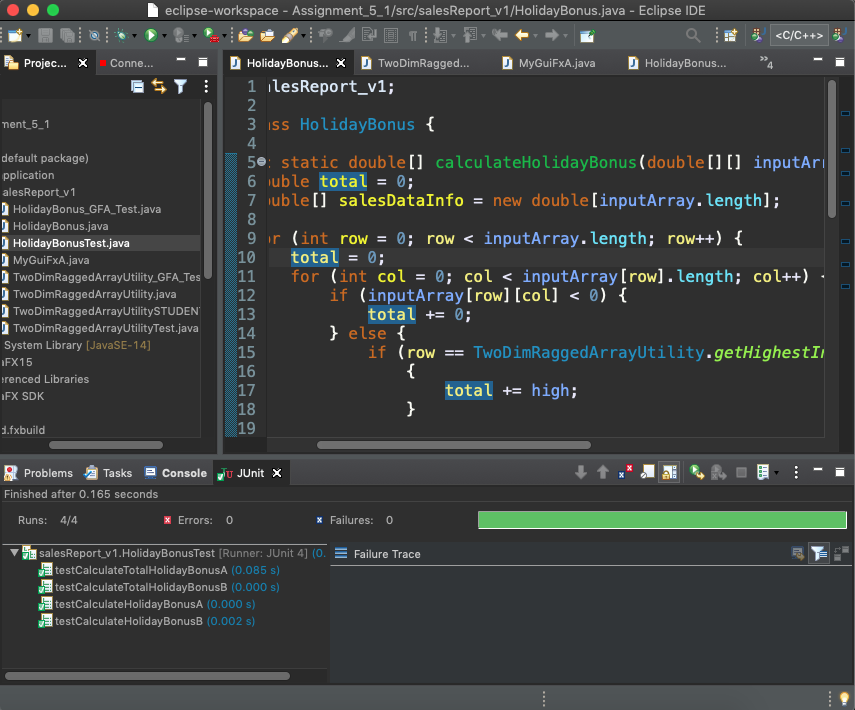 eclipse-workspace - Assignment_5_1/src/salesReport_v1/HolidayBonus.java - Eclipse IDE
<C/C++>
Projec...
Conne...
HolidayBonus...
TwoDimRagged...
MyGuiFxA.java
HolidayBonus...
»4
ment_5_1
default package)
pplication
alesReport_v1
HolidayBonus_GFA_Test.java
HolidayBonus.java
HolidayBonusTest.java
MyGuiFxA.java
TwoDimRaggedArrayUtility_GFA_Tes
TwoDimRaggedArrayUtility.java
TwoDimRaggedArrayUtilitySTUDENT
TwoDimRaggedArrayUtilityTest.java
System Library [JavaSE-14]
aFX15
erenced Libraries
aFX SDK
d.fxbuild
1 alesReport_v1;
2
3 ass HolidayBonus {
4
5 : static double[] calculateHolidayBonus(double[][] inputArr
6 ouble total = 0;
7 ouble[] salesDataInfo = new double[inputArray.length];
8
9 or (int row = 0; row < inputArray.length; row++) {
10 total = 0;
11 for (int col = 0; col < inputArray[row].length; col++) {
12 if (inputArray[row][col] < 0) {
13 total += 0;
14 } else {
15 if (row == TwoDimRaggedArrayUtility.getHighestIn
16 {
17 total += high;
18 }
19
Problems
Tasks
Console
JUnit
Finished after 0.165 seconds
Runs: 4/4
Errors: 0
Failures: 0
salesReport_v1.HolidayBonusTest [Runner: JUnit 4] (0.
testCalculateTotalHolidayBonusA (0.085 s)
testCalculateTotalHolidayBonusB (0.000 s)
testCalculateHolidayBonusA (0.000 s)
testCalculateHolidayBonusB (0.002 s)
Failure Trace